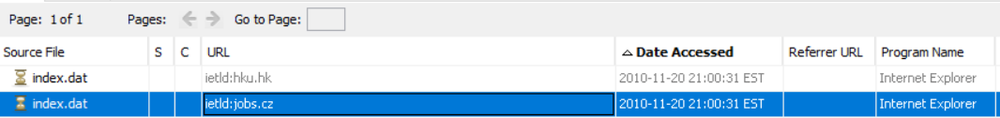 Page: 1 of 1 Pages: Go to Page:
Source File S C URL Date Accessed Referrer URL Program Name
index.dat ietld:hku.hk 2010-11-20 21:00:31 EST Internet Explorer
index.dat ietld:jobs.cz 2010-11-20 21:00:31 EST Internet Explorer